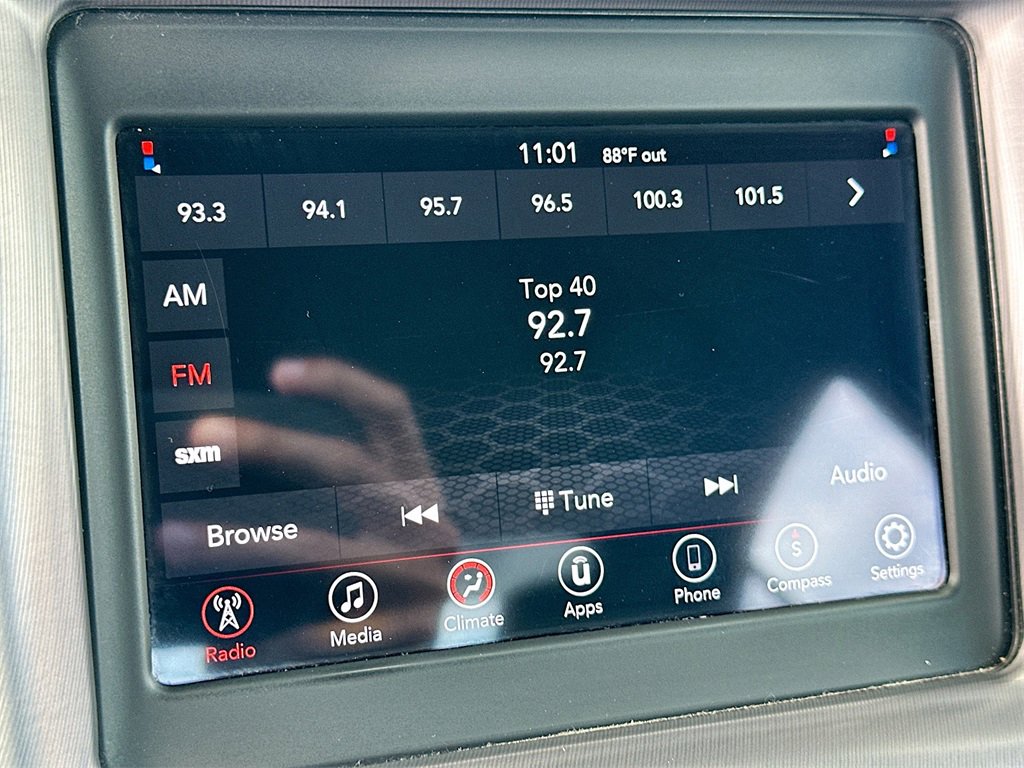 11:01 88°F out
93.3 94.1 95.7 96.5 100.3 101.5
AM
Top 40
92.7
FM
92.7
sxm
Browse Tune Audio
Radio Media Climate Apps Phone S Compass Settings